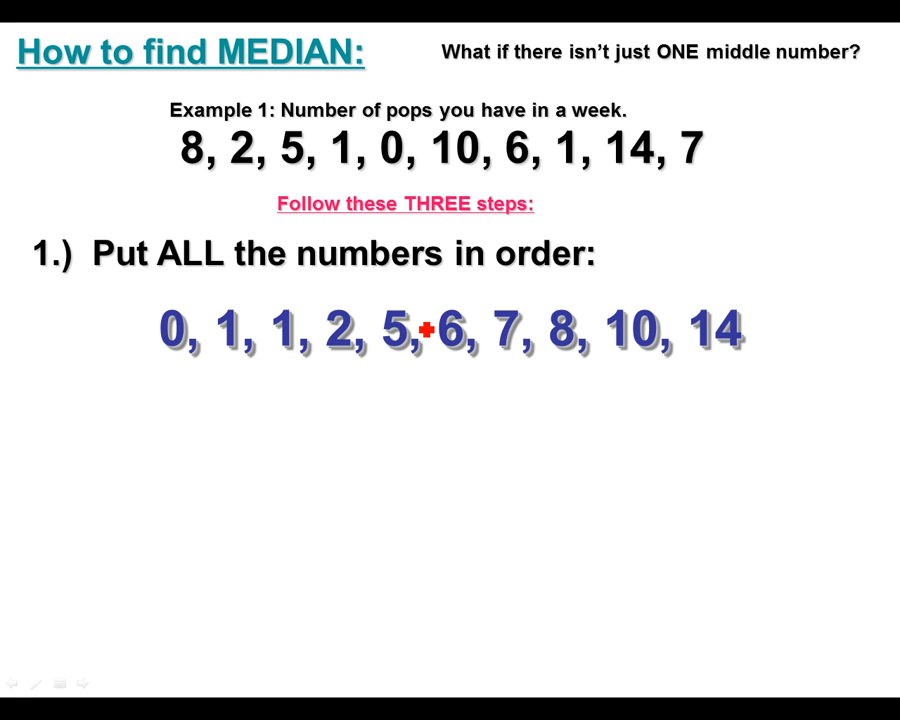 How to find MEDIAN:
What if there isn’t just ONE middle number?
Example 1: Number of pops you have in a week.
8, 2, 5, 1, 0, 10, 6, 1, 14, 7
Follow these THREE steps:
1.) Put ALL the numbers in order:
0, 1, 1, 2, 5, 6, 7, 8, 10, 14